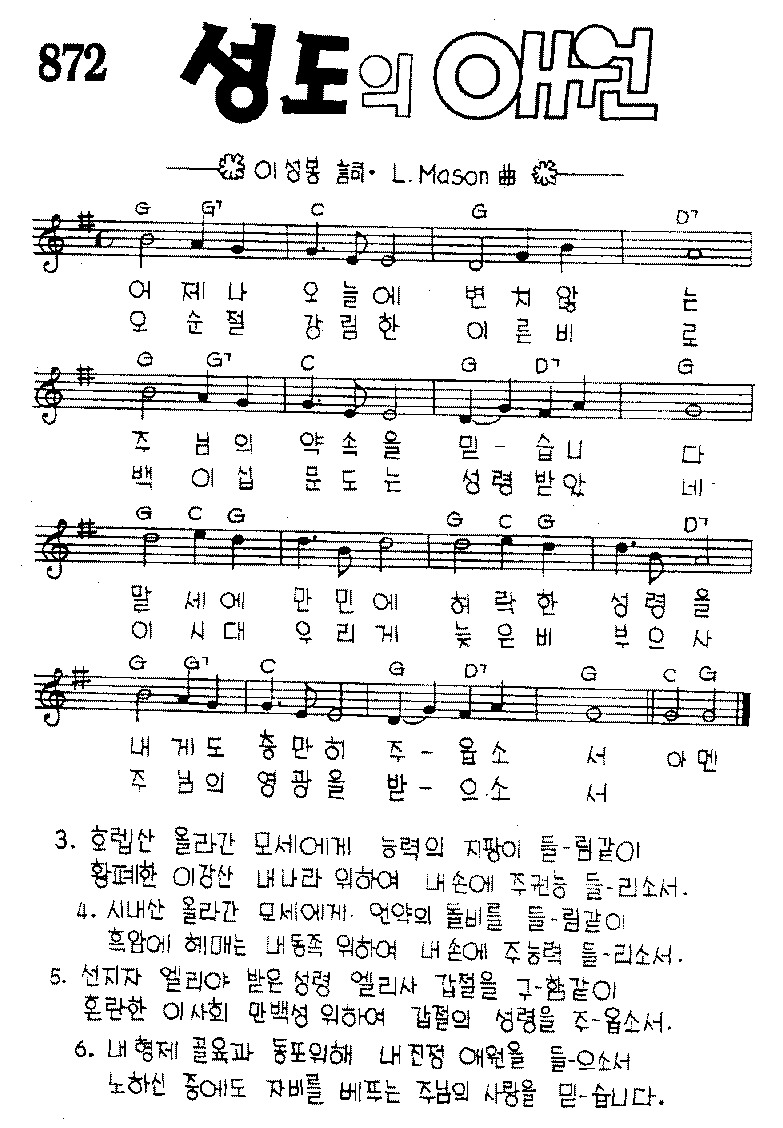 872 성도의 애원
이성봉 詞· L. Mason 曲
G G7 C G D7
어제나 오늘에 변치않는
오순절 강림한 이른비로
G G7 C G D7 G
주님의 약속을 믿-습니다
백이십 문도는 성령받았네
G C G G C G D7
말세에 만민에 허락한 성령을
이시대 우리게 늦은비 부으사
G G7 C G D7 G C G
내게도 충만히 주-옵소서 아멘
주님의 영광을 받-으소서
3. 호렙산 올라간 모세에게 능력의 지팡이 들-림같이
황폐한 이강산 내나라 위하여 내손에 주권능 들-리소서.
4. 시내산 올라간 모세에게 언약의 돌비를 들-림같이
흑암에 헤매는 내동족 위하여 내손에 주능력 들-리소서.
5. 선지자 엘리야 받은성령 엘리사 갑절을 구-함같이
혼란한 이사회 만백성위하여 갑절의 성령을 주-옵소서.
6. 내형제 골육과 동포위해 내진정 애원을 들-으소서
노하신 중에도 자비를 베푸는 주님의 사랑을 믿-습니다.